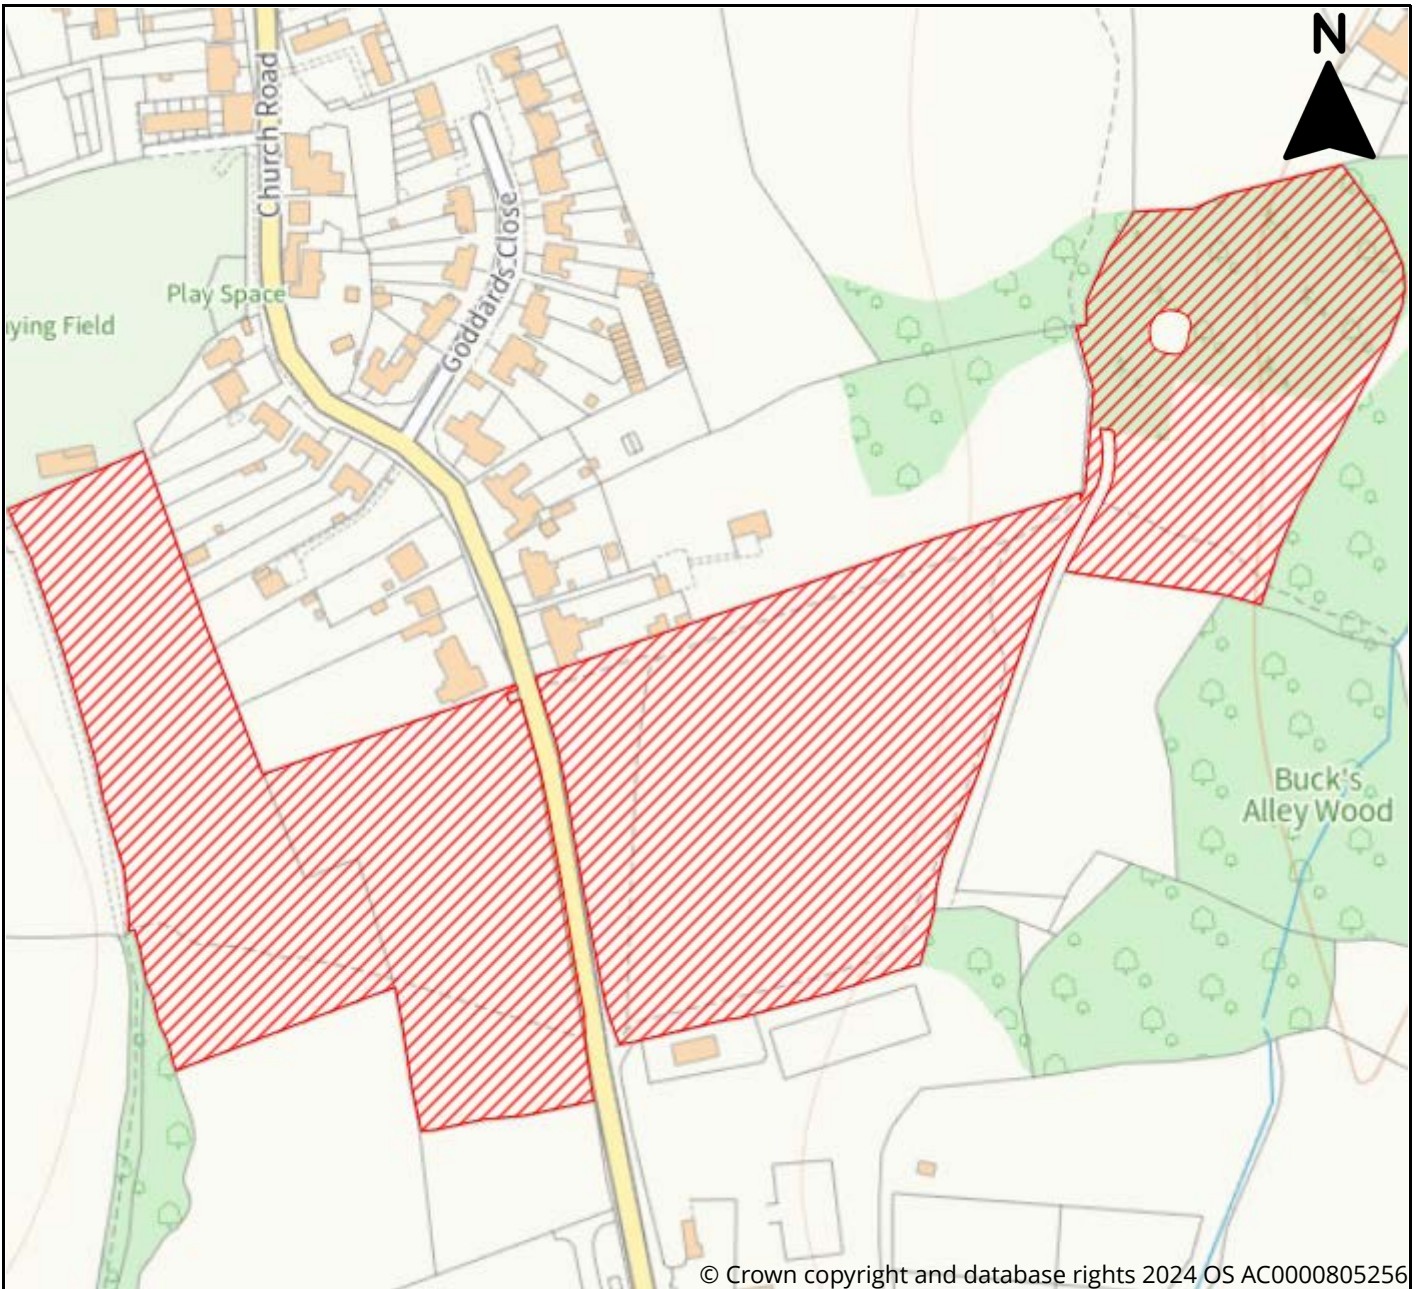 N
Church Road
Goddards Close
Play Space
ying Field
Buck's
Alley Wood
© Crown copyright and database rights 2024 OS AC0000805256